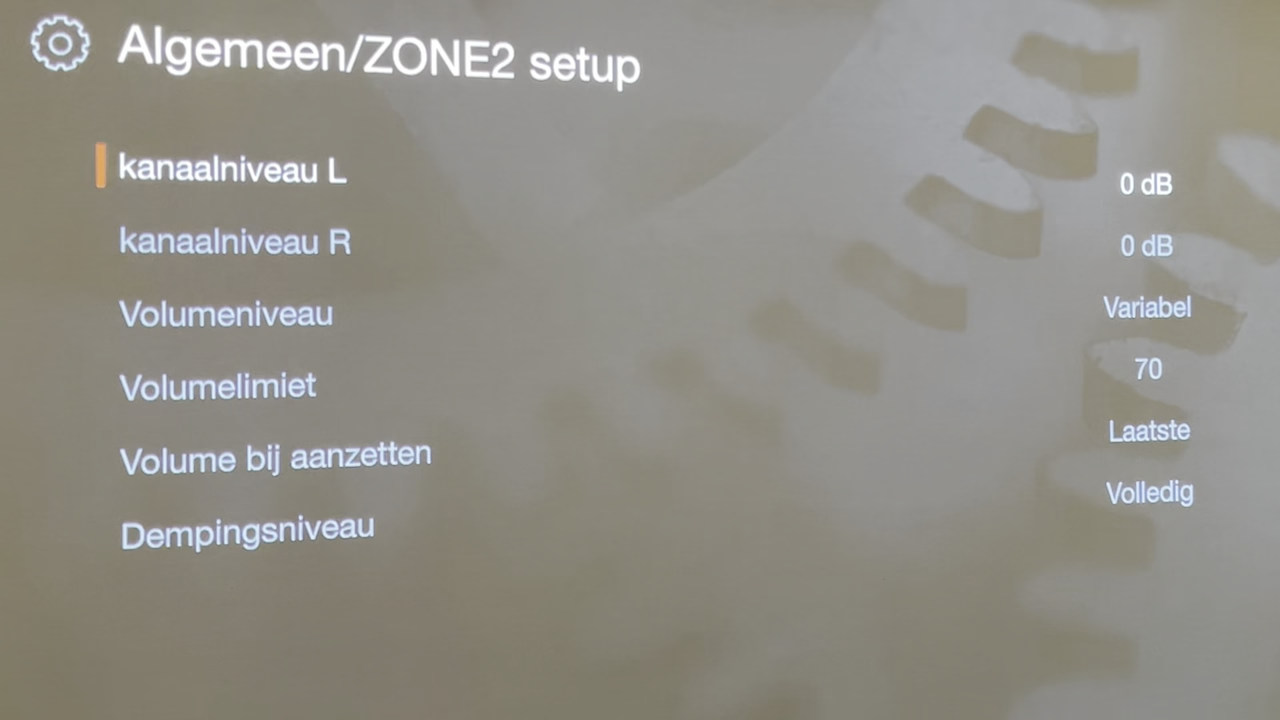 Algemeen/ZONE2 setup
kanaalniveau L 0 dB
kanaalniveau R 0 dB
Volumeniveau Variabel
Volumelimiet 70
Volume bij aanzetten Laatste
Dempingsniveau Volledig